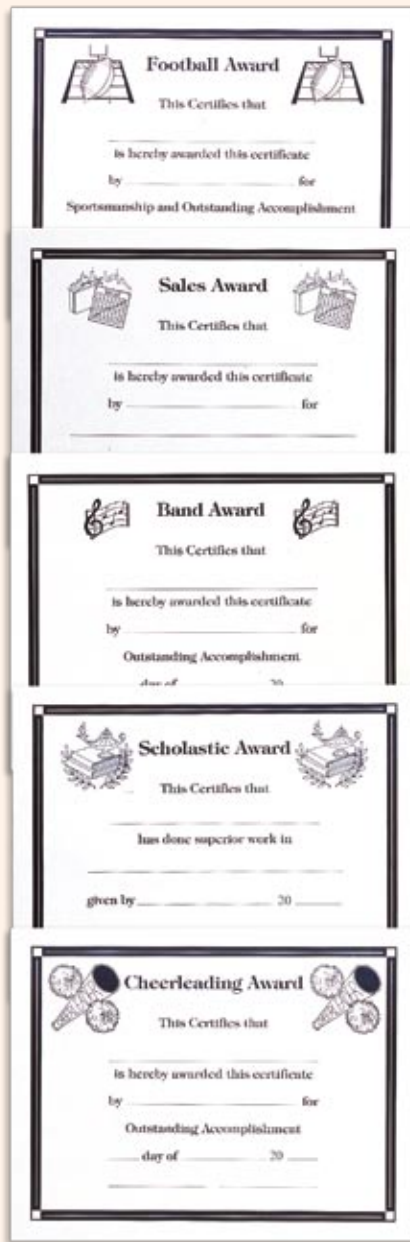 Football Award
This Certifies that
is hereby awarded this certificate
by for
Sportsmanship and Outstanding Accomplishment
Sales Award
This Certifies that
is hereby awarded this certificate
by for
Band Award
This Certifies that
is hereby awarded this certificate
by for
Outstanding Accomplishment
day of 20
Scholastic Award
This Certifies that
has done superior work in
given by 20
Cheerleading Award
This Certifies that
is hereby awarded this certificate
by for
Outstanding Accomplishment
day of 20